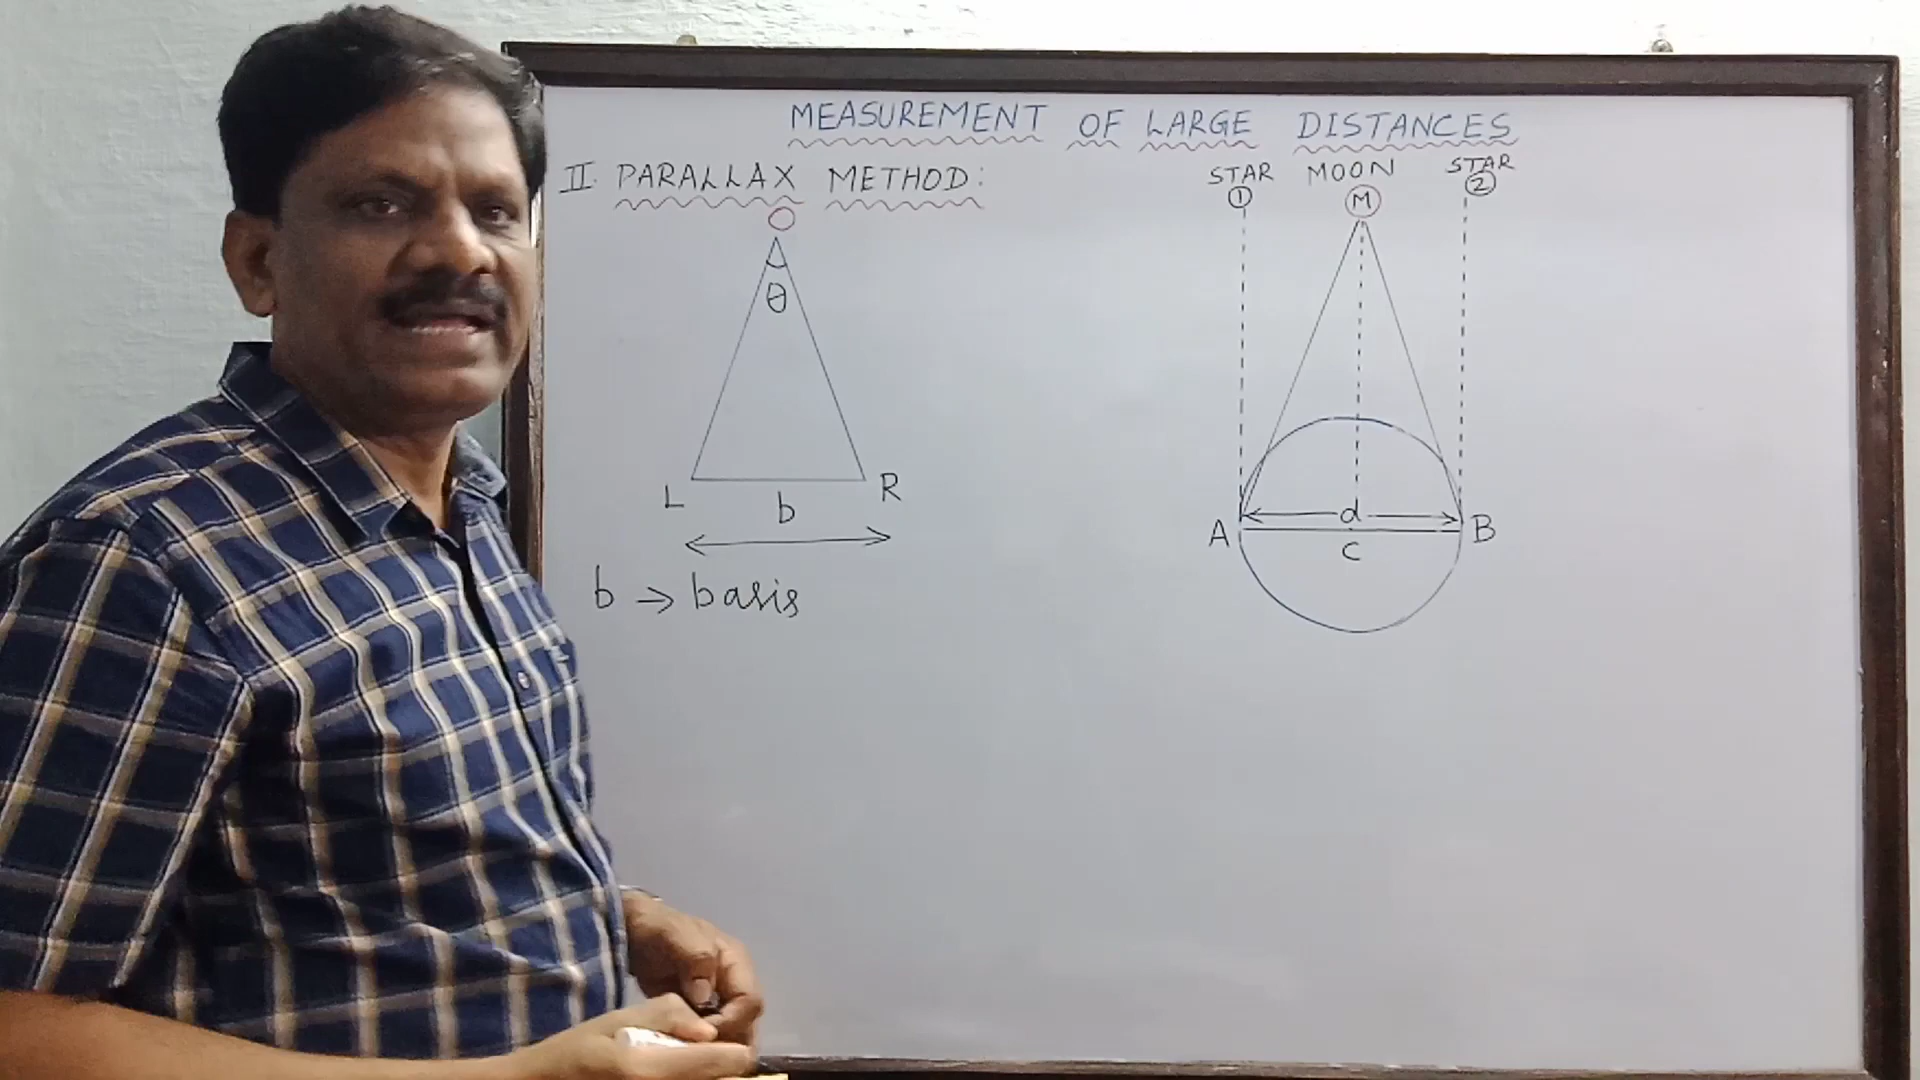 MEASUREMENT OF LARGE DISTANCES
II. PARALLAX METHOD:
O
θ
L R
b
b → basis
STAR MOON STAR
1 M 2
d
A B
C